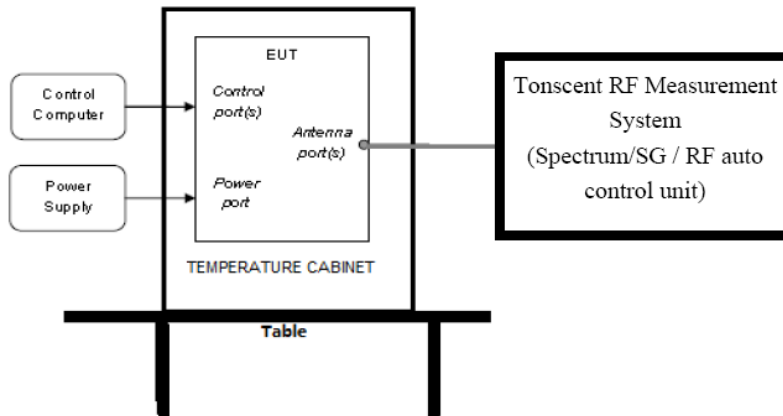 EUT
Control
Computer
Control
port(s)
Antenna
port(s)
Power
Supply
Power
port
TEMPERATURE CABINET
Table
Tonscent RF Measurement
System
(Spectrum/SG / RF auto
control unit)